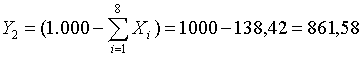 Y₂ = (1.000 − ∑_{i=1}^{8} X_i) = 1000 − 138,42 = 861,58